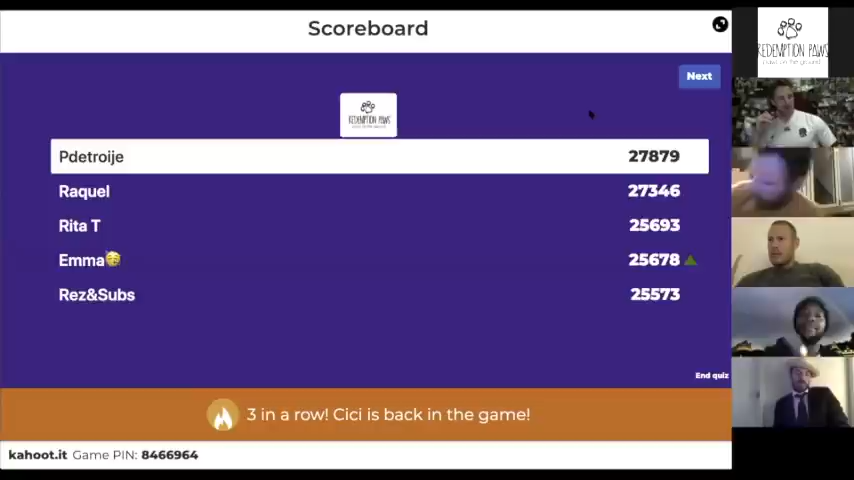 Scoreboard
Next
REDEMPTION PAWS
Pdetroije 27879
Raquel 27346
Rita T 25693
Emma🥳 25678
Rez&Subs 25573
End quiz
3 in a row! Cici is back in the game!
kahoot.it Game PIN: 8466964
REDEMPTION PAWS